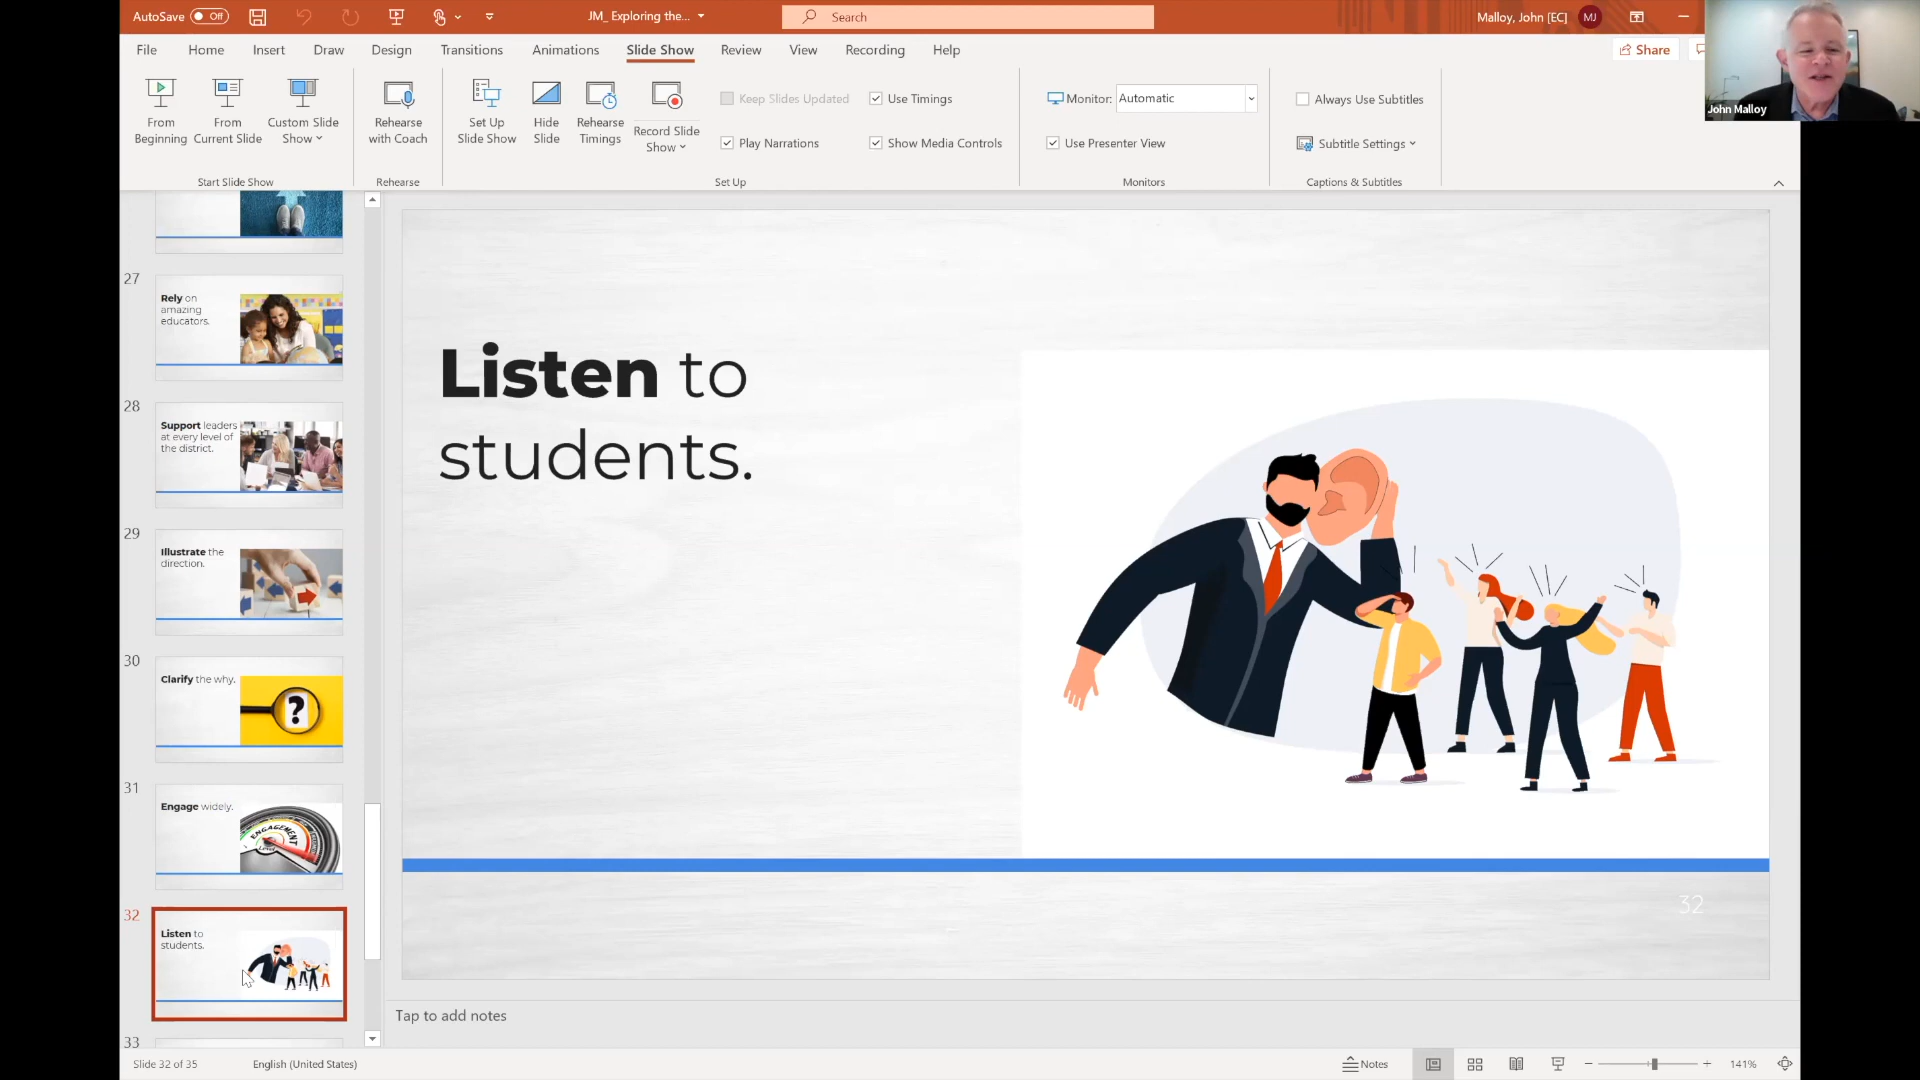 AutoSave Off
JM_ Exploring the...
Search
Malloy, John [EC]
MJ
File Home Insert Draw Design Transitions Animations Slide Show Review View Recording Help
Share
John Malloy
From Beginning
From Current Slide
Custom Slide Show
Start Slide Show
Rehearse with Coach
Rehearse
Set Up Slide Show
Hide Slide
Rehearse Timings
Record Slide Show
Keep Slides Updated
Use Timings
Play Narrations
Show Media Controls
Set Up
Monitor: Automatic
Use Presenter View
Monitors
Always Use Subtitles
Subtitle Settings
Captions & Subtitles
27
Rely on
amazing
educators.
28
Support leaders
at every level of
the district.
29
Illustrate the
direction.
30
Clarify the why.
?
31
Engage widely.
ENGAGEMENT
Level
32
Listen to
students.
33
Listen to
students.
32
Tap to add notes
Slide 32 of 35
English (United States)
Notes
141%